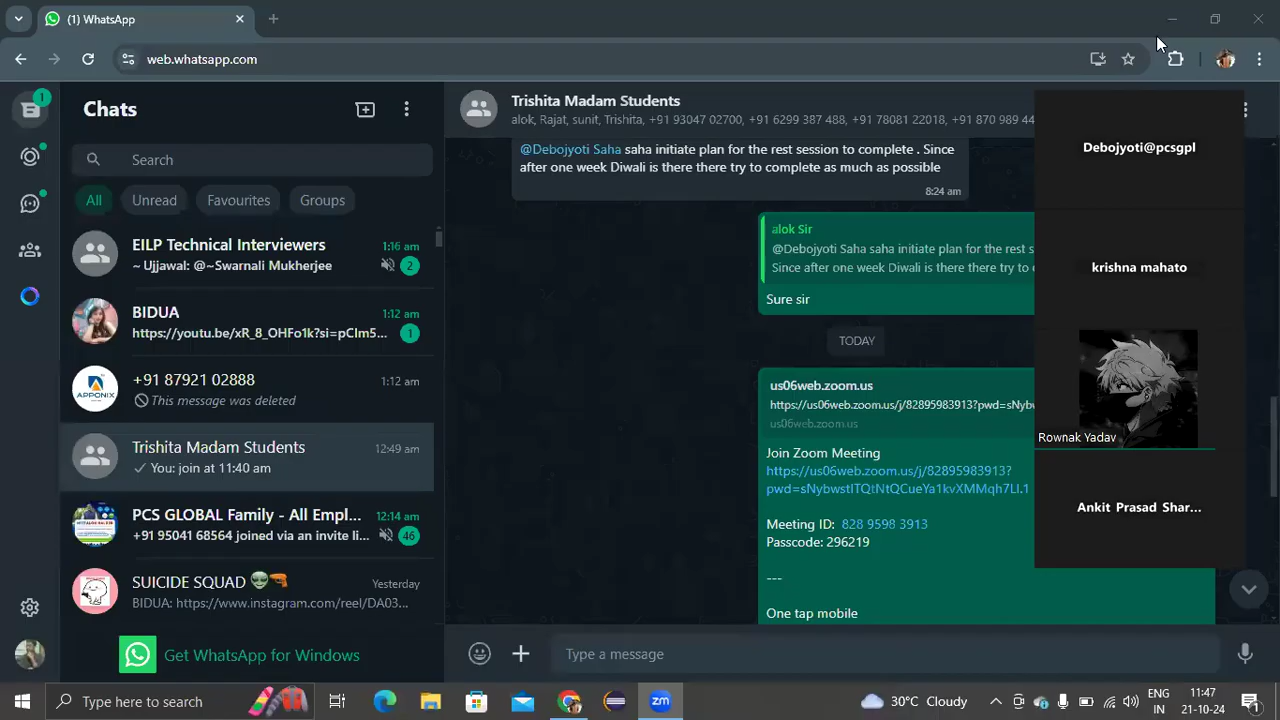 (1) WhatsApp
web.whatsapp.com
1
Chats
Search
All
Unread
Favourites
Groups
EILP Technical Interviewers
1:16 am
~ Ujjawal: @~Swarnali Mukherjee
2
BIDUA
1:12 am
https://youtu.be/xR_8_OHFo1k?si=pClm5...
1
+91 87921 02888
1:12 am
APPONIX
This message was deleted
Trishita Madam Students
12:49 am
You: join at 11:40 am
PCS GLOBAL Family - All Empl...
12:14 am
+91 95081 68364 joined via an invite li...
46
SUICIDE SQUAD
Yesterday
BIDUA: https://www.instagram.com/reel/DA03...
Get WhatsApp for Windows
Trishita Madam Students
alok, Rajat, sunit, Trishita, +91 93047 02700, +91 6299 387 488, +91 78081 22018, +91 870 989 44
@Debojyoti Saha saha initiate plan for the rest session to complete . Since
after one week Diwali is there there try to complete as much as possible
8:24 am
alok Sir
@Debojyoti Saha saha initiate plan for the rest s
Since after one week Diwali is there there try to c
Sure sir
TODAY
us06web.zoom.us
https://us06web.zoom.us/j/82895983913?pwd=sNybw
us06web.zoom.us
Join Zoom Meeting
https://us06web.zoom.us/j/82895983913?
pwd=sNybwstITQtNtQCueYa1kvXMMqh7LI.1
Meeting ID: 828 9598 3913
Passcode: 296219
---
One tap mobile
Type a message
Debojyoti@pcsgpl
krishna mahato
Rownak Yadav
Ankit Prasad Shar...
Type here to search
zm
30°C Cloudy
ENG
IN
11:47
21-10-24
1